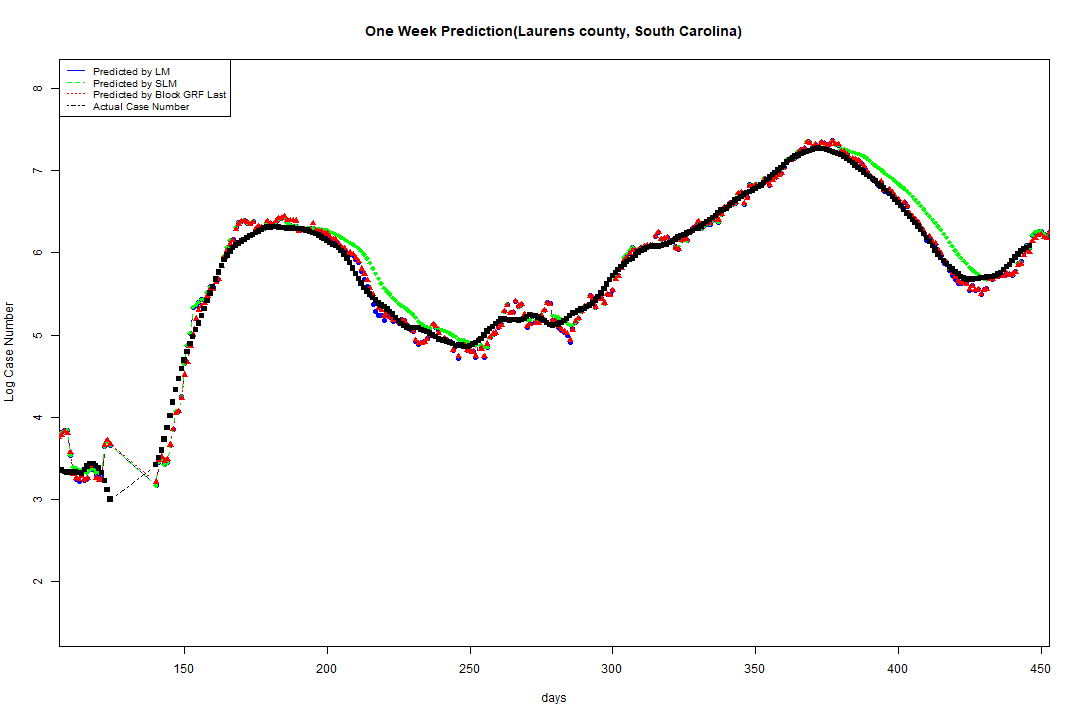 One Week Prediction(Laurens county, South Carolina)
Predicted by LM
Predicted by SLM
Predicted by Block GRF Last
Actual Case Number
8
7
6
5
4
3
2
Log Case Number
150 200 250 300 350 400 450
days